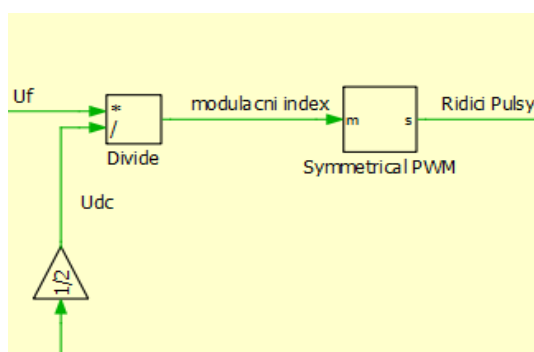 Uf
*
/
Divide
modulacni index
m
s
Symmetrical PWM
Ridici Pulsy
Udc
1/2